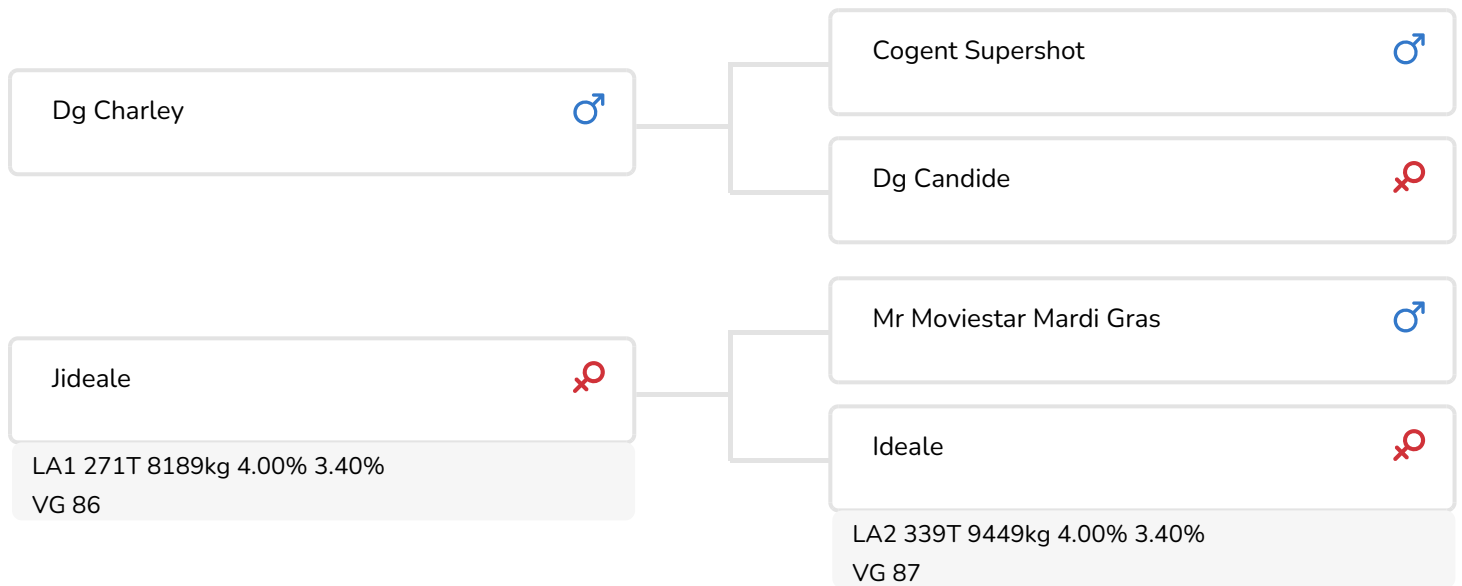 Cogent Supershot
Dg Charley
Dg Candide
Mr Moviestar Mardi Gras
Jideale
LA1 271T 8189kg 4.00% 3.40%
VG 86
Ideale
LA2 339T 9449kg 4.00% 3.40%
VG 87